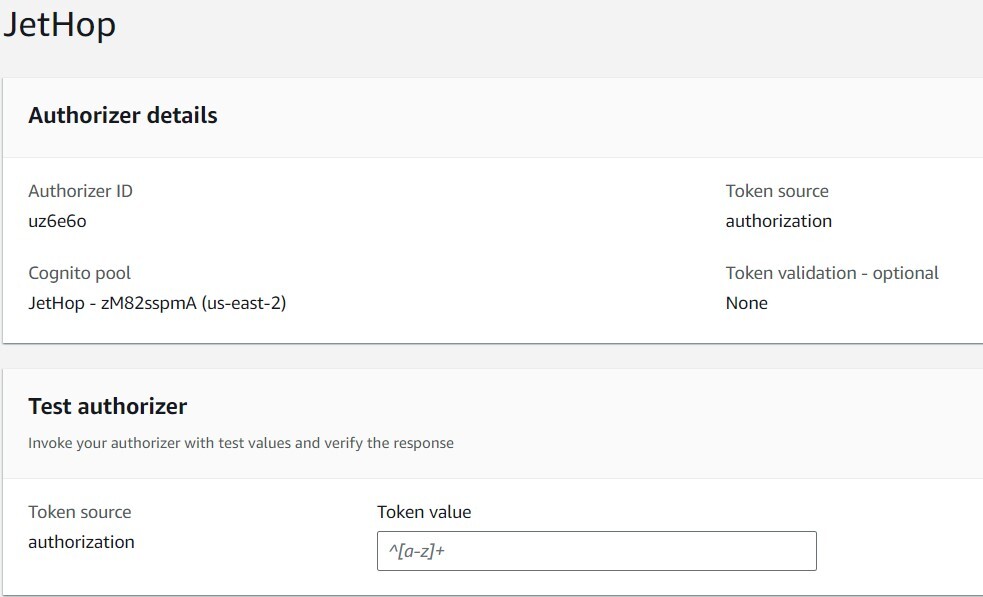 JetHop
Authorizer details
Authorizer ID
uz6e6o
Token source
authorization
Cognito pool
JetHop - zM82sspmA (us-east-2)
Token validation - optional
None
Test authorizer
Invoke your authorizer with test values and verify the response
Token source
authorization
Token value
^[a-z]+